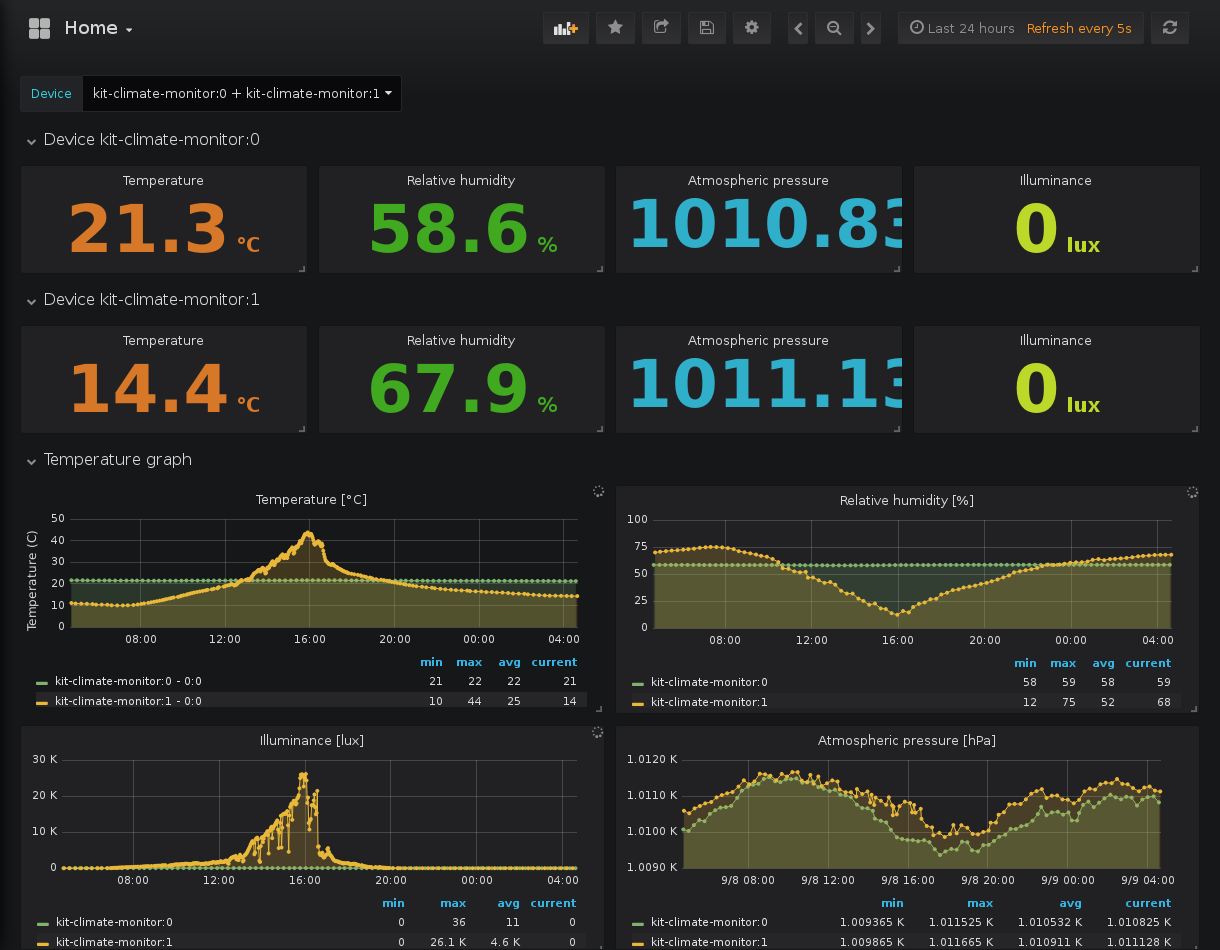 Home
Last 24 hours Refresh every 5s
Device kit-climate-monitor:0 + kit-climate-monitor:1
Device kit-climate-monitor:0
Temperature Relative humidity Atmospheric pressure Illuminance
21.3 °C 58.6 % 1010.83 0 lux
Device kit-climate-monitor:1
Temperature Relative humidity Atmospheric pressure Illuminance
14.4 °C 67.9 % 1011.13 0 lux
Temperature graph
Temperature [°C]
Temperature (C)
50
40
30
20
10
0
08:00 12:00 16:00 20:00 00:00 04:00
min max avg current
kit-climate-monitor:0 - 0:0 21 22 22 21
kit-climate-monitor:1 - 0:0 10 44 25 14
Relative humidity [%]
100
75
50
25
0
08:00 12:00 16:00 20:00 00:00 04:00
min max avg current
kit-climate-monitor:0 58 59 58 59
kit-climate-monitor:1 12 75 52 68
Illuminance [lux]
30 K
20 K
10 K
0
08:00 12:00 16:00 20:00 00:00 04:00
min max avg current
kit-climate-monitor:0 0 36 11 0
kit-climate-monitor:1 0 26.1 K 4.6 K 0
Atmospheric pressure [hPa]
1.0120 K
1.0110 K
1.0100 K
1.0090 K
9/8 08:00 9/8 12:00 9/8 16:00 9/8 20:00 9/9 00:00 9/9 04:00
min max avg current
kit-climate-monitor:0 1.009365 K 1.011525 K 1.010532 K 1.010825 K
kit-climate-monitor:1 1.009865 K 1.011665 K 1.010911 K 1.011128 K